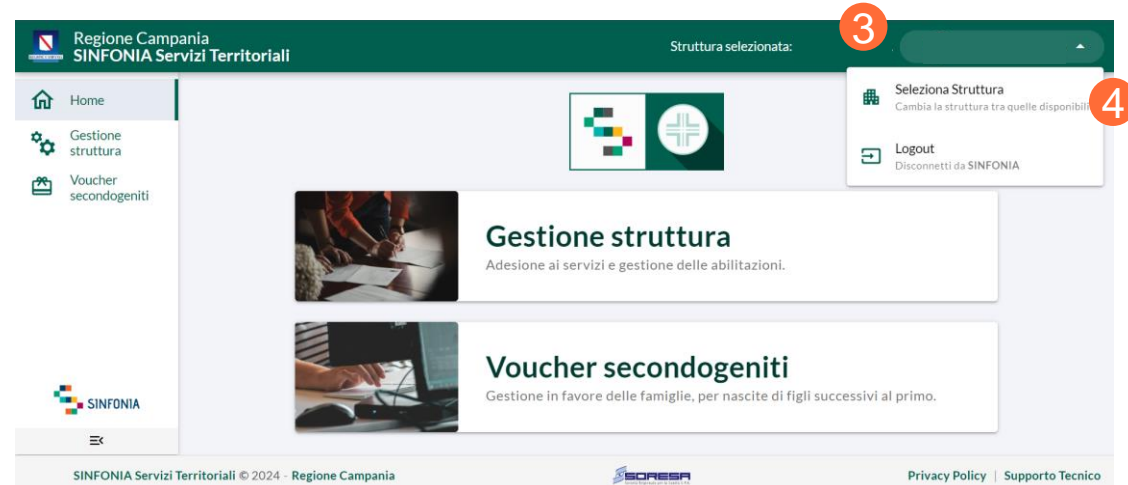 Regione Campania
SINFONIA Servizi Territoriali
Struttura selezionata:
3
Seleziona Struttura
Cambia la struttura tra quelle disponibili
4
Logout
Disconnetti da SINFONIA
Home
Gestione
struttura
Voucher
secondogeniti
Gestione struttura
Adesione ai servizi e gestione delle abilitazioni.
Voucher secondogeniti
Gestione in favore delle famiglie, per nascite di figli successivi al primo.
SINFONIA
SINFONIA Servizi Territoriali © 2024 - Regione Campania
SORESA
Privacy Policy | Supporto Tecnico